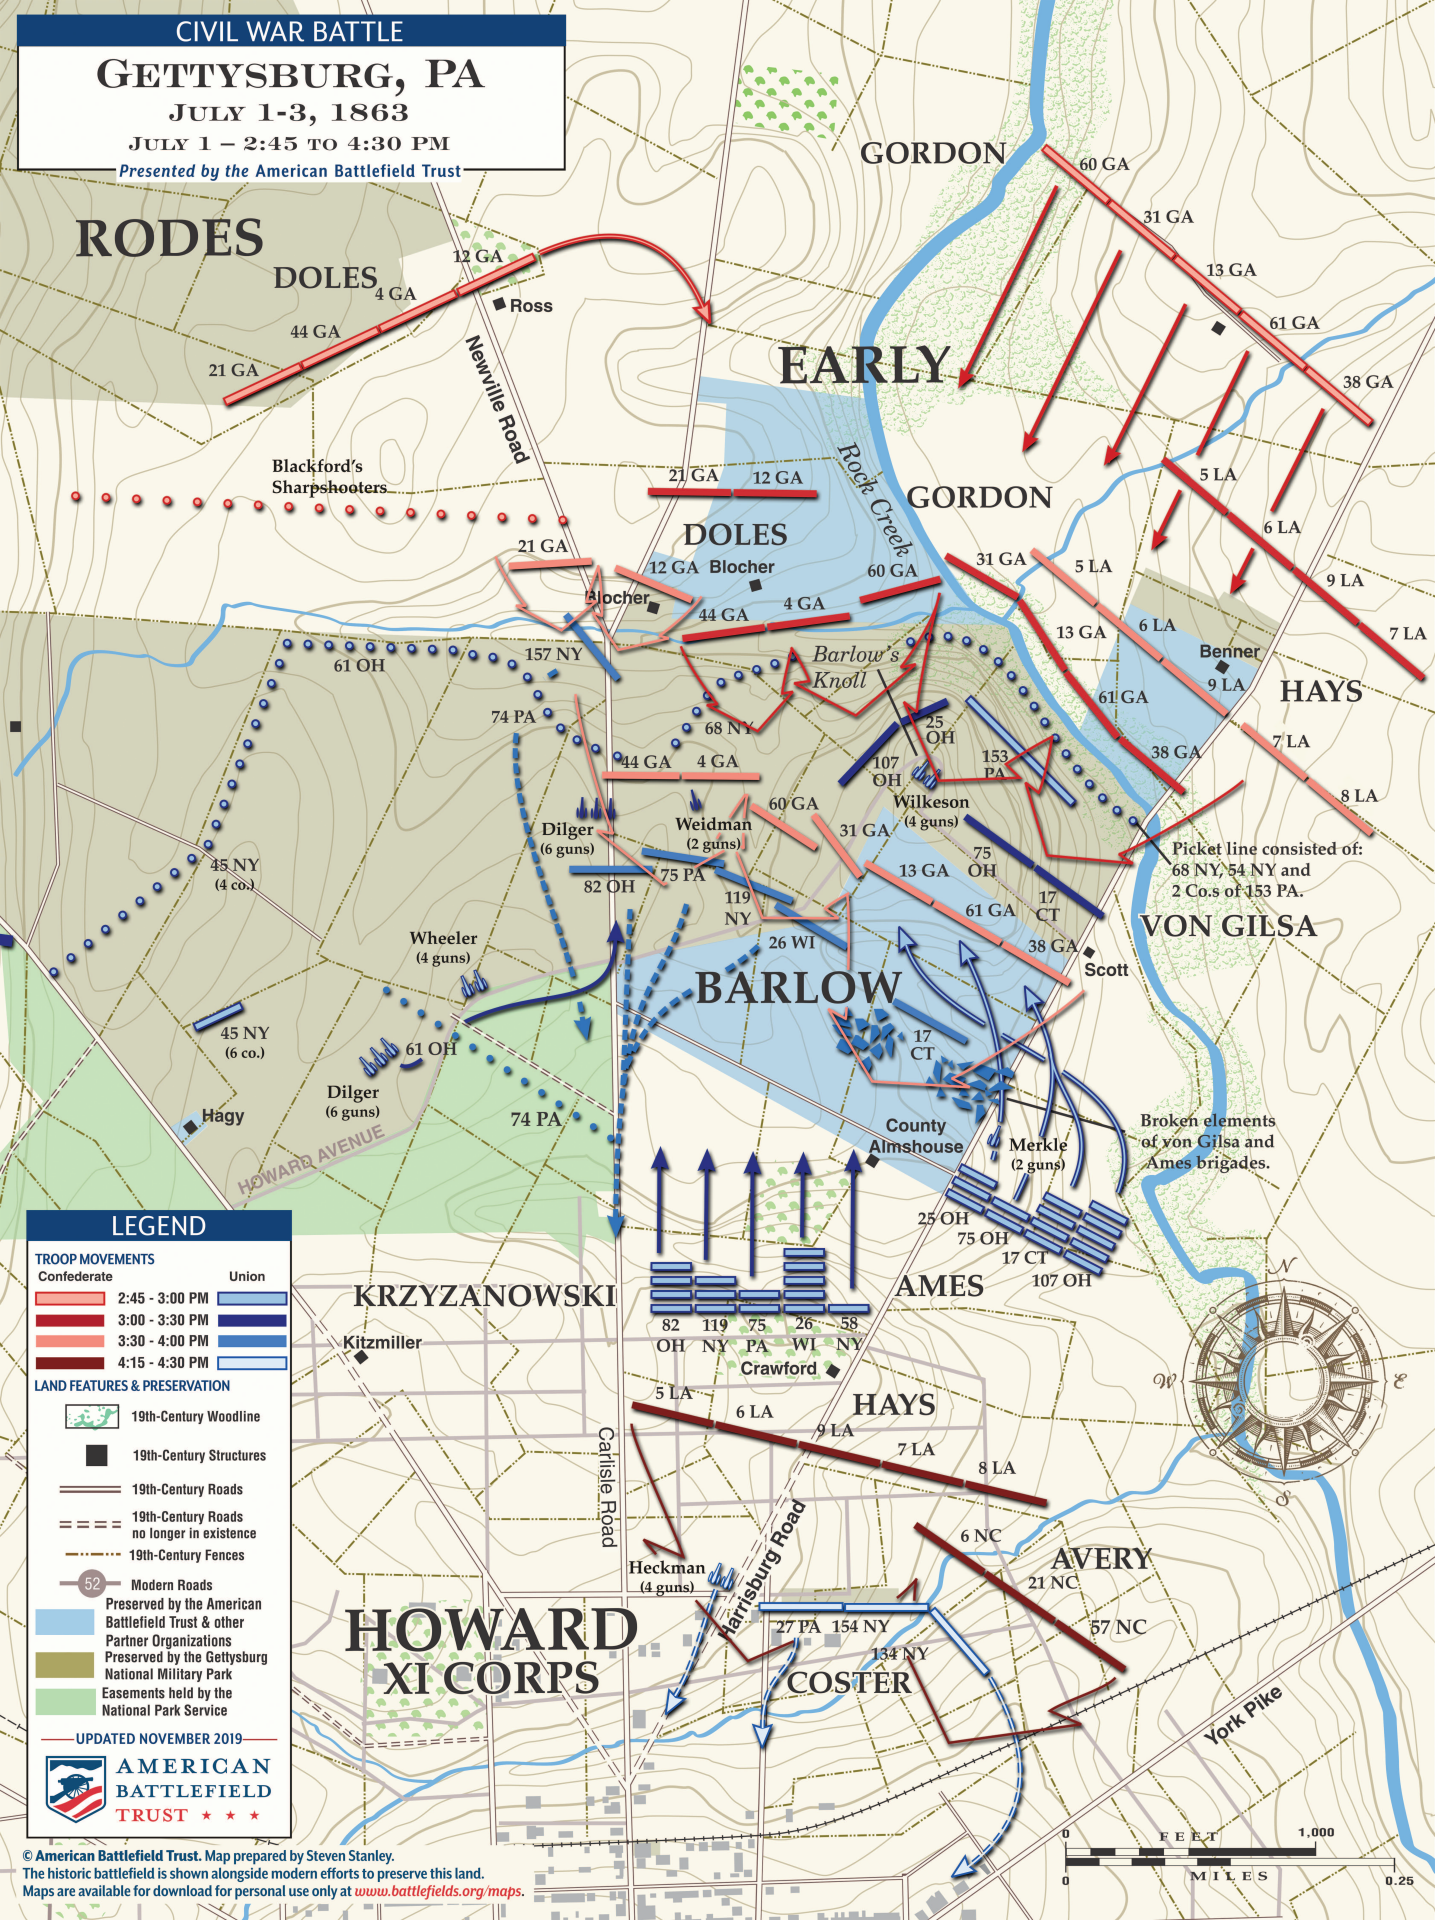 CIVIL WAR BATTLE
GETTYSBURG, PA
JULY 1-3, 1863
JULY 1 – 2:45 TO 4:30 PM
Presented by the American Battlefield Trust
GORDON
60 GA
31 GA
13 GA
61 GA
38 GA
RODES
DOLES
12 GA
4 GA
44 GA
21 GA
Ross
Newville Road
EARLY
Rock Creek
Blackford's
Sharpshooters
21 GA
12 GA
DOLES
Blocher
GORDON
5 LA
6 LA
9 LA
7 LA
HAYS
21 GA
12 GA
Blocher
60 GA
4 GA
44 GA
31 GA
13 GA
61 GA
38 GA
5 LA
6 LA
9 LA
7 LA
8 LA
Benner
61 OH
157 NY
74 PA
68 NY
Barlow's
Knoll
25
OH
107
OH
153
PA
Wilkeson
(4 guns)
44 GA
4 GA
60 GA
31 GA
13 GA
61 GA
38 GA
Dilger
(6 guns)
Weidman
(2 guns)
82 OH
75 PA
119
NY
26 WI
75
OH
17
CT
Picket line consisted of:
68 NY, 54 NY and
2 Co.s of 153 PA.
VON GILSA
45 NY
(4 co.)
Wheeler
(4 guns)
BARLOW
Scott
45 NY
(6 co.)
61 OH
Dilger
(6 guns)
74 PA
Hagy
HOWARD AVENUE
17
CT
County
Almshouse
Merkle
(2 guns)
Broken elements
of von Gilsa and
Ames brigades.
25 OH
75 OH
17 CT
107 OH
AMES
KRZYZANOWSKI
82
OH
119
NY
75
PA
26
WI
58
NY
Kitzmiller
Crawford
N
W
E
S
5 LA
6 LA
9 LA
7 LA
8 LA
HAYS
Carlisle Road
Harrisburg Road
Heckman
(4 guns)
6 NC
21 NC
57 NC
AVERY
HOWARD
XI CORPS
27 PA
154 NY
134 NY
COSTER
York Pike
LEGEND
TROOP MOVEMENTS
Confederate
Union
2:45 - 3:00 PM
3:00 - 3:30 PM
3:30 - 4:00 PM
4:15 - 4:30 PM
LAND FEATURES & PRESERVATION
19th-Century Woodline
19th-Century Structures
19th-Century Roads
19th-Century Roads
no longer in existence
19th-Century Fences
52
Modern Roads
Preserved by the American
Battlefield Trust & other
Partner Organizations
Preserved by the Gettysburg
National Military Park
Easements held by the
National Park Service
UPDATED NOVEMBER 2019
AMERICAN
BATTLEFIELD
TRUST ★ ★ ★
© American Battlefield Trust. Map prepared by Steven Stanley.
The historic battlefield is shown alongside modern efforts to preserve this land.
Maps are available for download for personal use only at www.battlefields.org/maps.
0
FEET
1,000
0
MILES
0.25